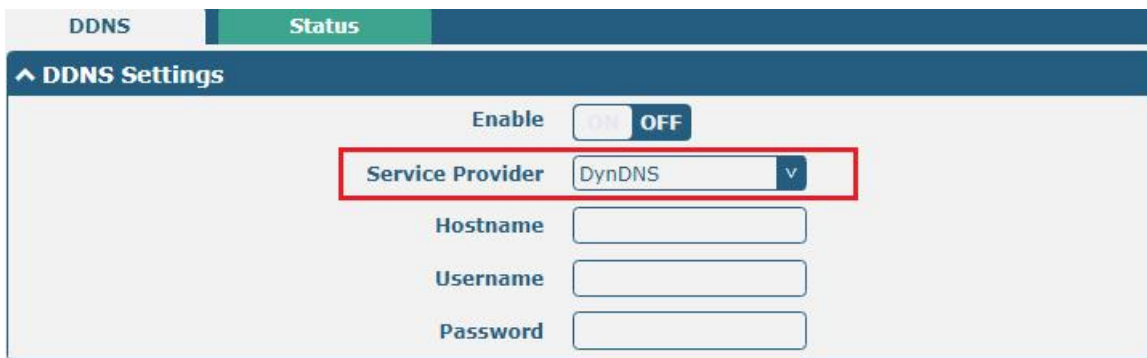 DDNS Status
DDNS Settings
Enable ON OFF
Service Provider DynDNS v
Hostname
Username
Password